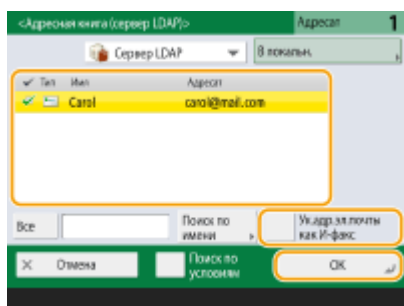 <Адресная книга (сервер LDAP)>
Адресат 1
Сервер LDAP
В локальн.
Тип Имя Адресат
Carol carol@mail.com
Все
Поиск по
имени
Ук.адр.эл.почты
как И-факс
Отмена
Поиск по
условиям
OK